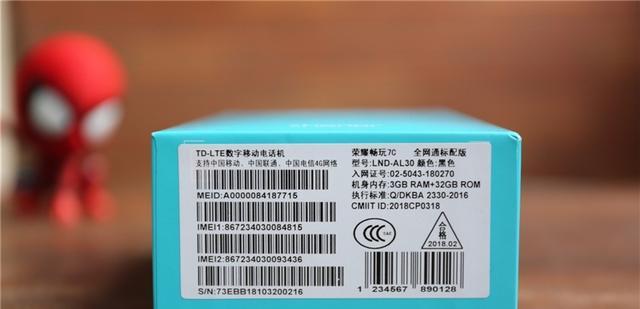 TD-LTE数字移动电话机
支持中国移动、中国联通、中国电信4G网络
MEID:A0000084187715
IMEI1:867234030084815
IMEI2:867234030093436
S/N:73EBB18103200216
荣耀畅玩7C 全网通标配版
型号:LND-AL30 颜色:黑色
入网证号:02-5043-180270
机身内存:3GB RAM+32GB ROM
执行标准:Q/DKBA 2330-2016
CMIIT ID:2018CP0318
合格
2018.02
1 234567 890128